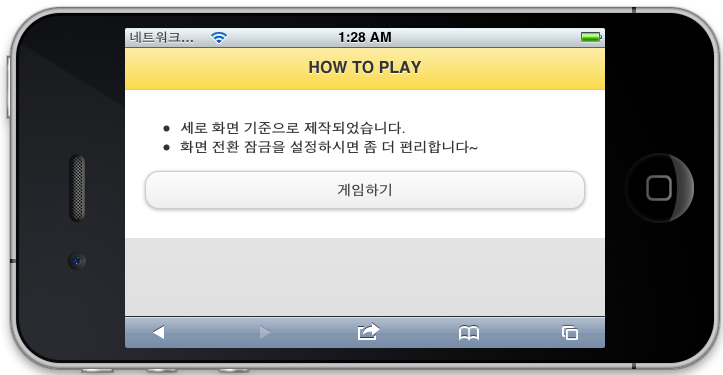 네트워크...
1:28 AM
HOW TO PLAY
• 세로 화면 기준으로 제작되었습니다.
• 화면 전환 잠금을 설정하시면 좀 더 편리합니다~
게임하기